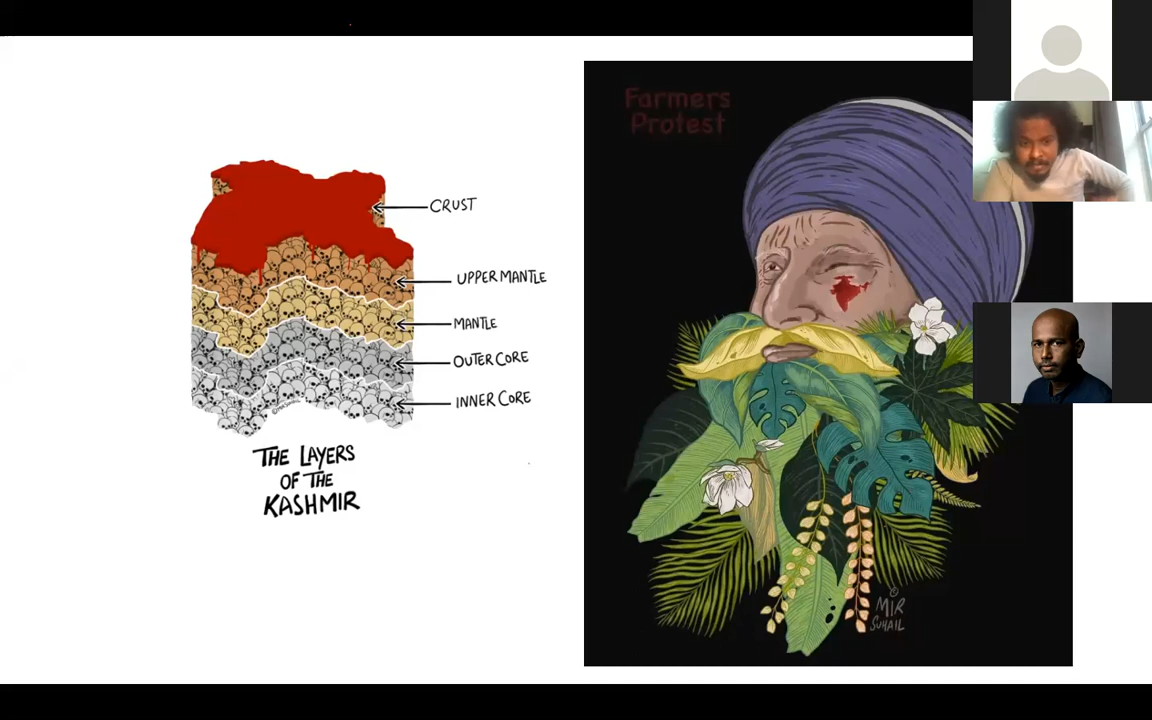 CRUST
UPPER MANTLE
MANTLE
OUTER CORE
INNER CORE
THE LAYERS
OF THE
KASHMIR
Farmers
Protest
©
MIR
SUHAIL